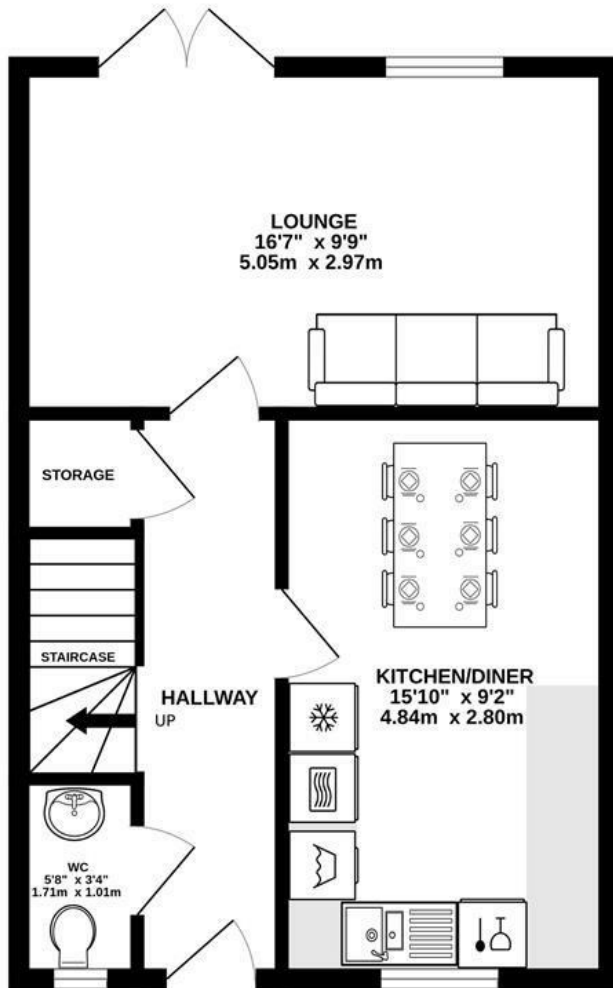 LOUNGE
16'7" x 9'9"
5.05m x 2.97m
STORAGE
STAIRCASE
HALLWAY
UP
KITCHEN/DINER
15'10" x 9'2"
4.84m x 2.80m
WC
5'8" x 3'4"
1.71m x 1.01m